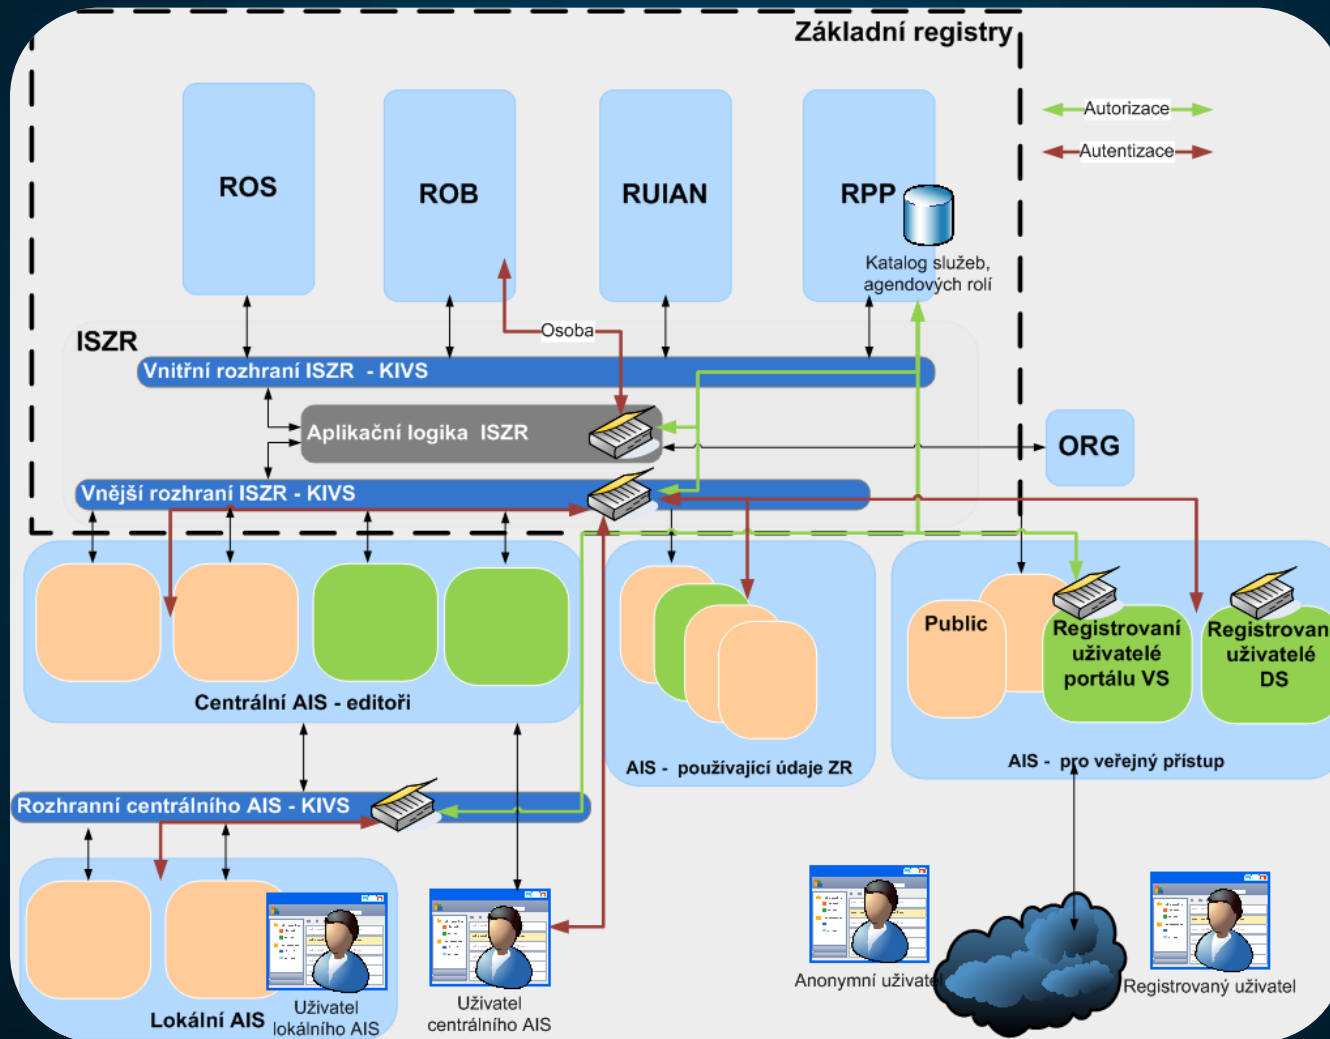 Základní registry
Autorizace
Autentizace
ROS
ROB
RUIAN
RPP
Katalog služeb,
agendových rolí
Osoba
ISZR
Vnitřní rozhraní ISZR - KIVS
Aplikační logika ISZR
ORG
Vnější rozhraní ISZR - KIVS
Public
Registrovaní
uživatelé
portálu VS
Registrovan
uživatelé
DS
Centrální AIS - editoři
AIS - používající údaje ZR
AIS - pro veřejný přístup
Rozhranní centrálního AIS - KIVS
Lokální AIS
Uživatel
lokálního AIS
Uživatel
centrálního AIS
Anonymní uživatel
Registrovaný uživatel